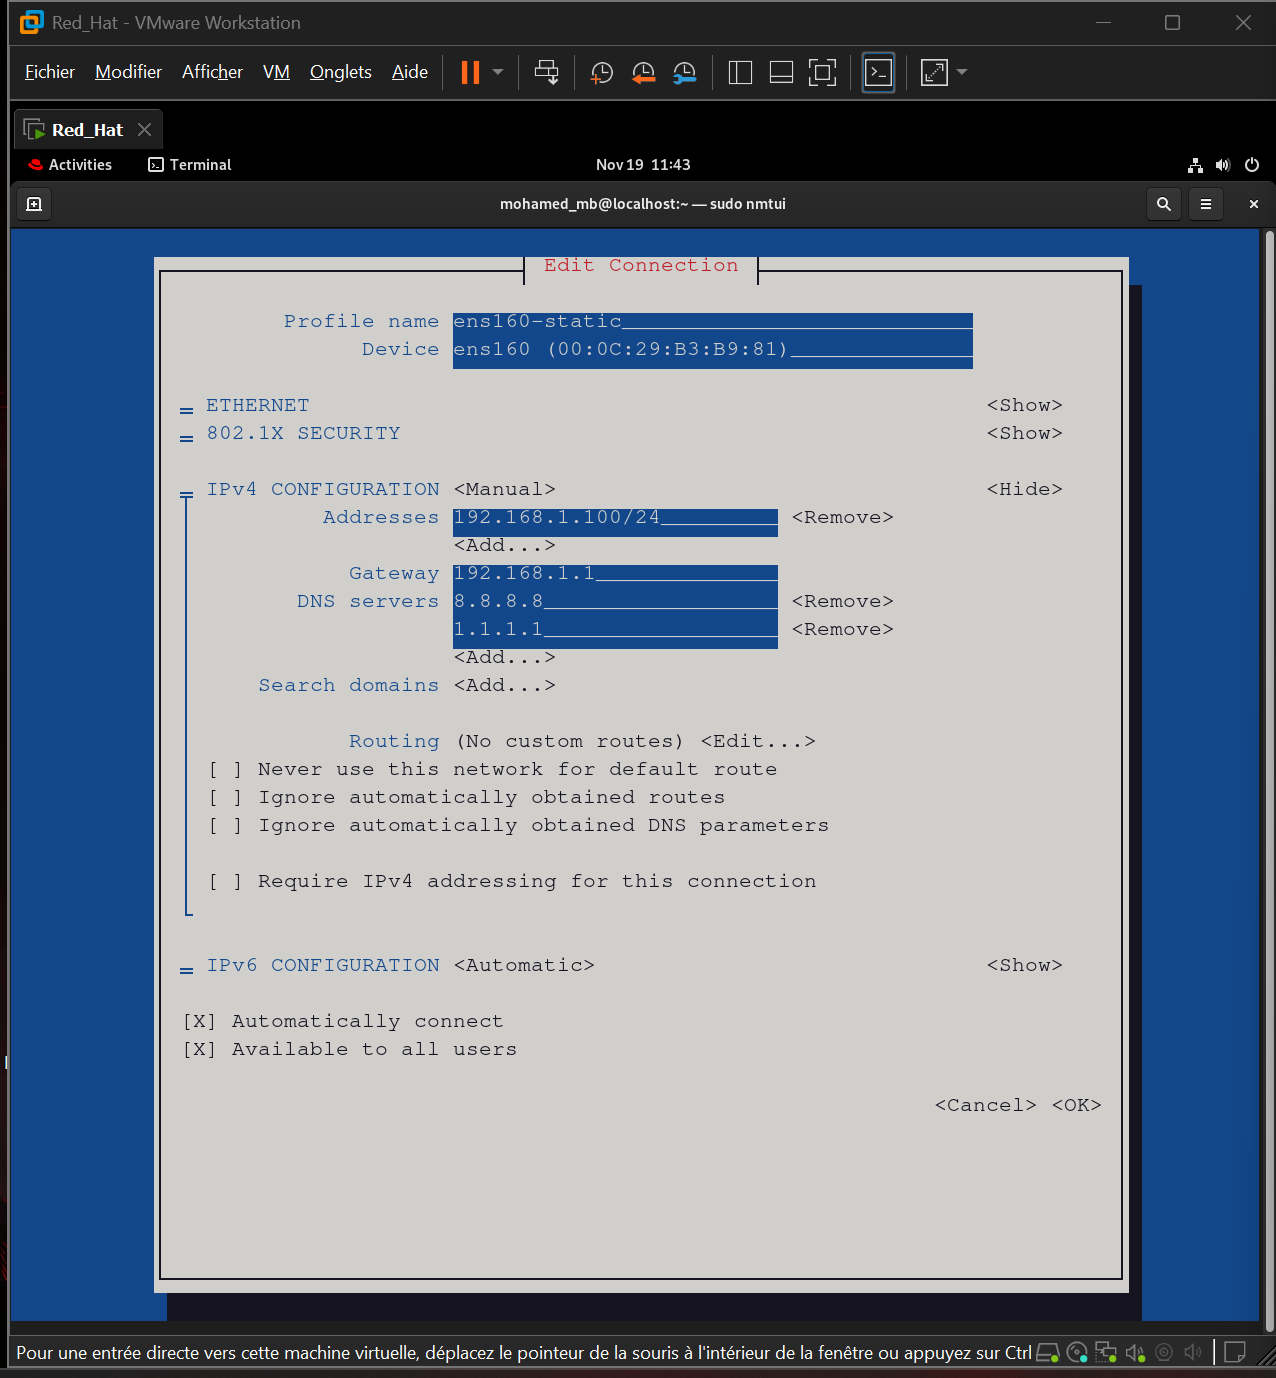 Red_Hat - VMware Workstation
Fichier Modifier Afficher VM Onglets Aide
Red_Hat
Activities Terminal Nov 19 11:43
mohamed_mb@localhost:~ — sudo nmtui
Edit Connection
Profile name ens160-static
Device ens160 (00:0C:29:B3:B9:81)
ETHERNET <Show>
802.1X SECURITY <Show>
IPv4 CONFIGURATION <Manual> <Hide>
Addresses 192.168.1.100/24 <Remove>
<Add...>
Gateway 192.168.1.1
DNS servers 8.8.8.8 <Remove>
1.1.1.1 <Remove>
<Add...>
Search domains <Add...>
Routing (No custom routes) <Edit...>
[ ] Never use this network for default route
[ ] Ignore automatically obtained routes
[ ] Ignore automatically obtained DNS parameters
[ ] Require IPv4 addressing for this connection
IPv6 CONFIGURATION <Automatic> <Show>
[X] Automatically connect
[X] Available to all users
<Cancel> <OK>
Pour une entrée directe vers cette machine virtuelle, déplacez le pointeur de la souris à l'intérieur de la fenêtre ou appuyez sur Ctrl